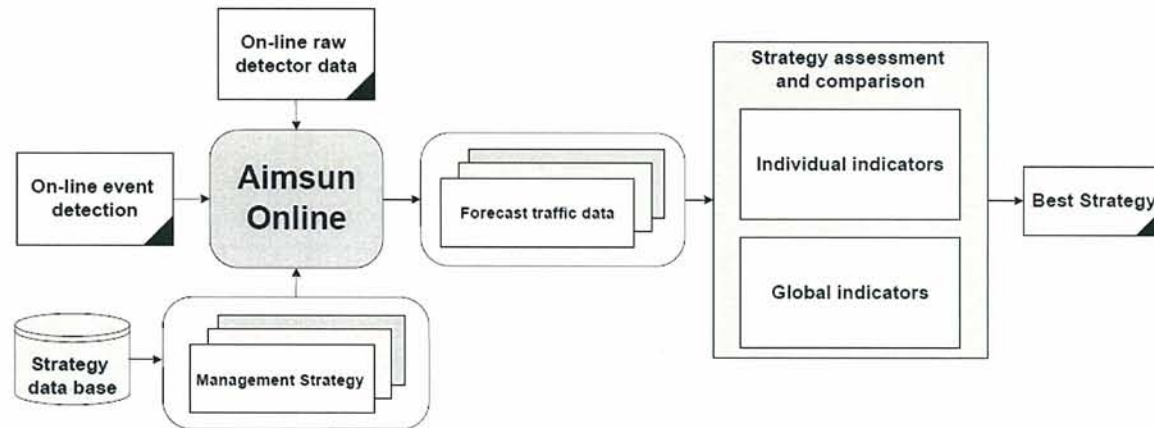 On-line raw
detector data
Strategy assessment
and comparison
On-line event
detection
Aimsun
Online
Forecast traffic data
Individual indicators
Best Strategy
Global indicators
Strategy
data base
Management Strategy